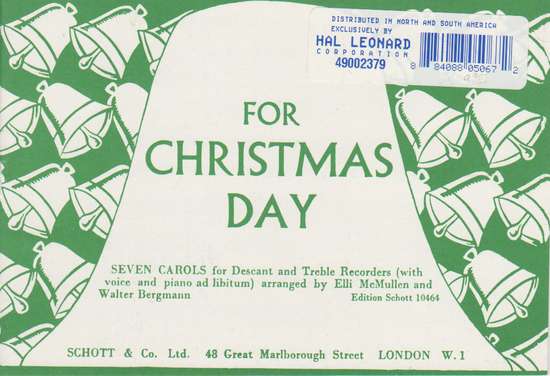 DISTRIBUTED IN NORTH AND SOUTH AMERICA
EXCLUSIVELY BY
HAL LEONARD
CORPORATION
49002379
8 84088 05067 2
FOR
CHRISTMAS
DAY
SEVEN CAROLS for Descant and Treble Recorders (with
voice and piano ad libitum) arranged by Elli McMullen and
Walter Bergmann Edition Schott 10464
SCHOTT & Co. Ltd. 48 Great Marlborough Street LONDON W. 1